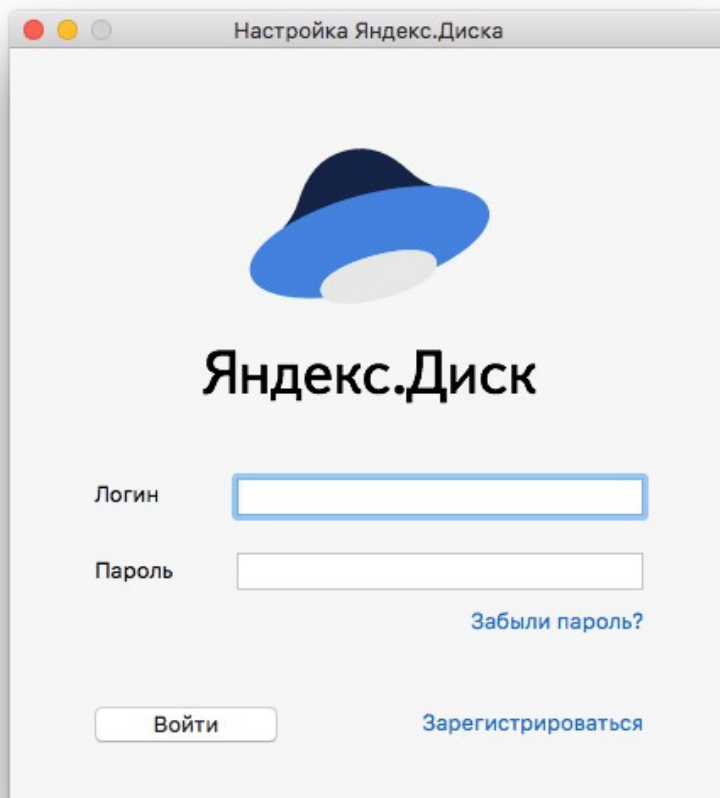 Настройка Яндекс.Диска
Яндекс.Диск
Логин
Пароль
Забыли пароль?
Войти
Зарегистрироваться